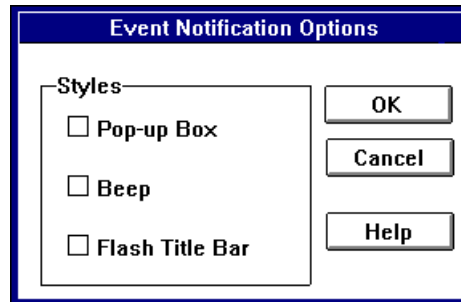 Event Notification Options
Styles
Pop-up Box
Beep
Flash Title Bar
OK
Cancel
Help